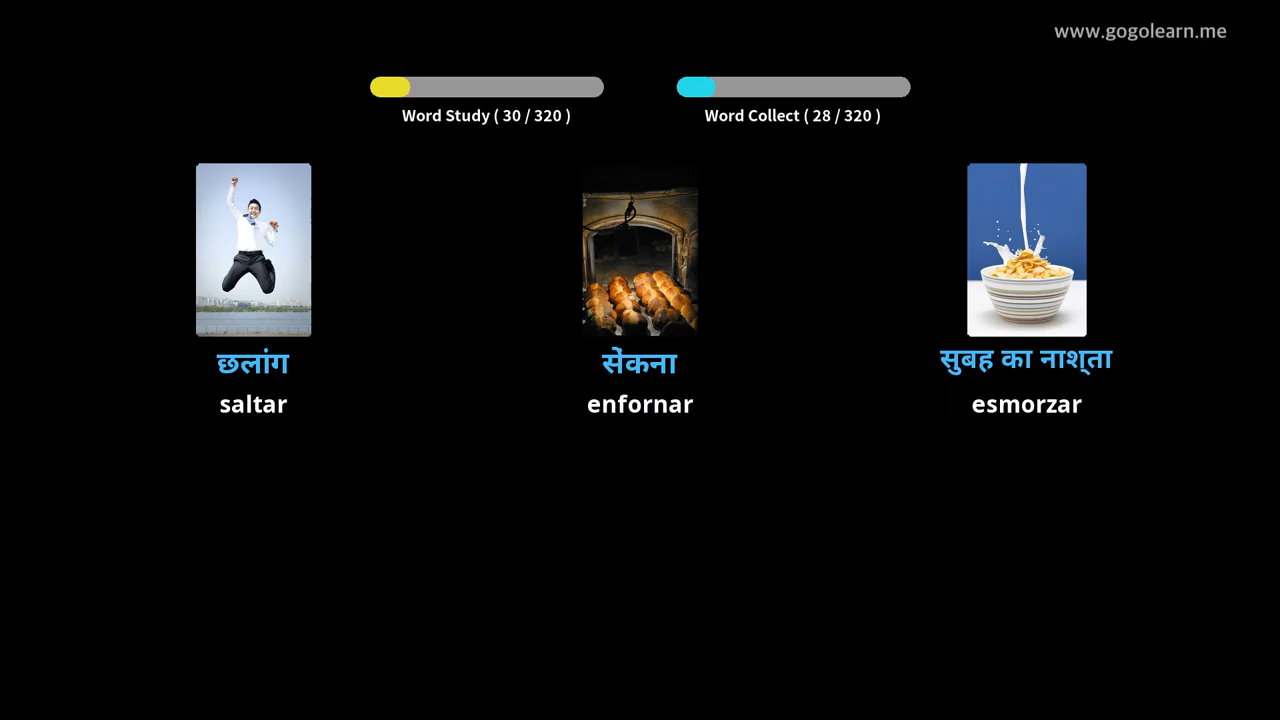 www.gogolearn.me
Word Study ( 30 / 320 )
Word Collect ( 28 / 320 )
छलांग
सेंकना
सुबह का नाश्ता
saltar
enfornar
esmorzar